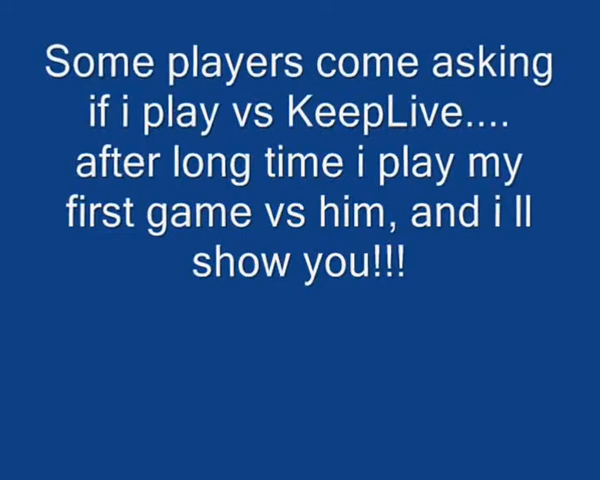 Some players come asking
if i play vs KeepLive....
after long time i play my
first game vs him, and i ll
show you!!!